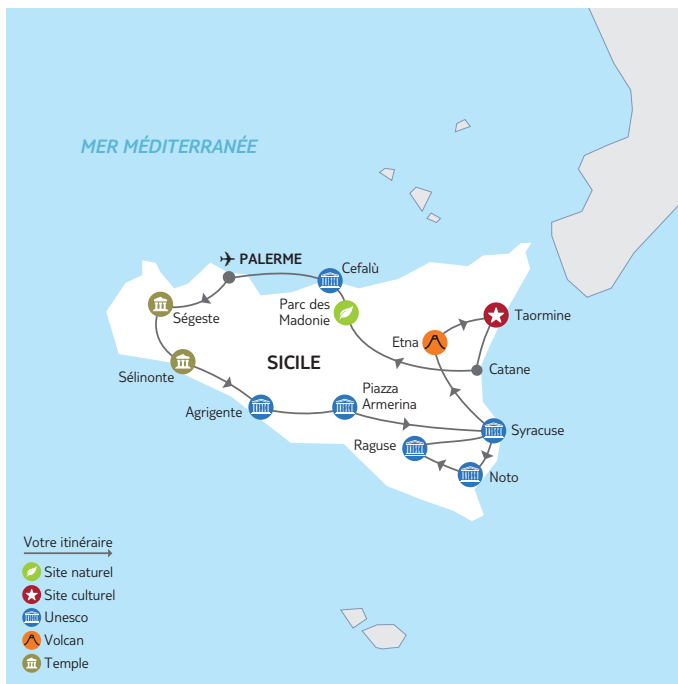 MER MÉDITERRANÉE
PALERME
Cefalù
Ségeste
Parc des
Madonie
Taormine
Etna
SICILE
Sélinonte
Catane
Piazza
Armerina
Agrigente
Syracuse
Raguse
Noto
Votre itinéraire
Site naturel
Site culturel
Unesco
Volcan
Temple